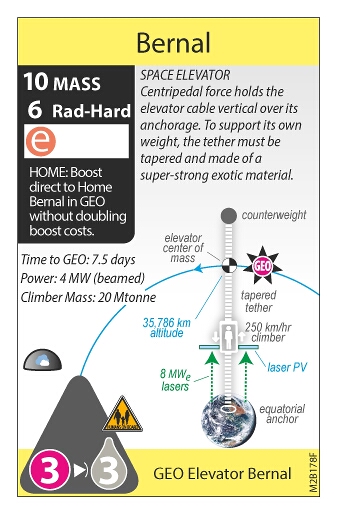 Bernal
10 MASS
6 Rad-Hard
e
HOME: Boost
direct to Home
Bernal in GEO
without doubling
boost costs.
SPACE ELEVATOR
Centripedal force holds the
elevator cable vertical over its
anchorage. To support its own
weight, the tether must be
tapered and made of a
super-strong exotic material.
Time to GEO: 7.5 days
Power: 4 MW (beamed)
Climber Mass: 20 Mtonne
counterweight
elevator
center of
mass
GEO
tapered
tether
35,786 km
altitude
250 km/hr
climber
laser PV
8 MWe
lasers
equatorial
anchor
3 3
GEO Elevator Bernal
M2B178F